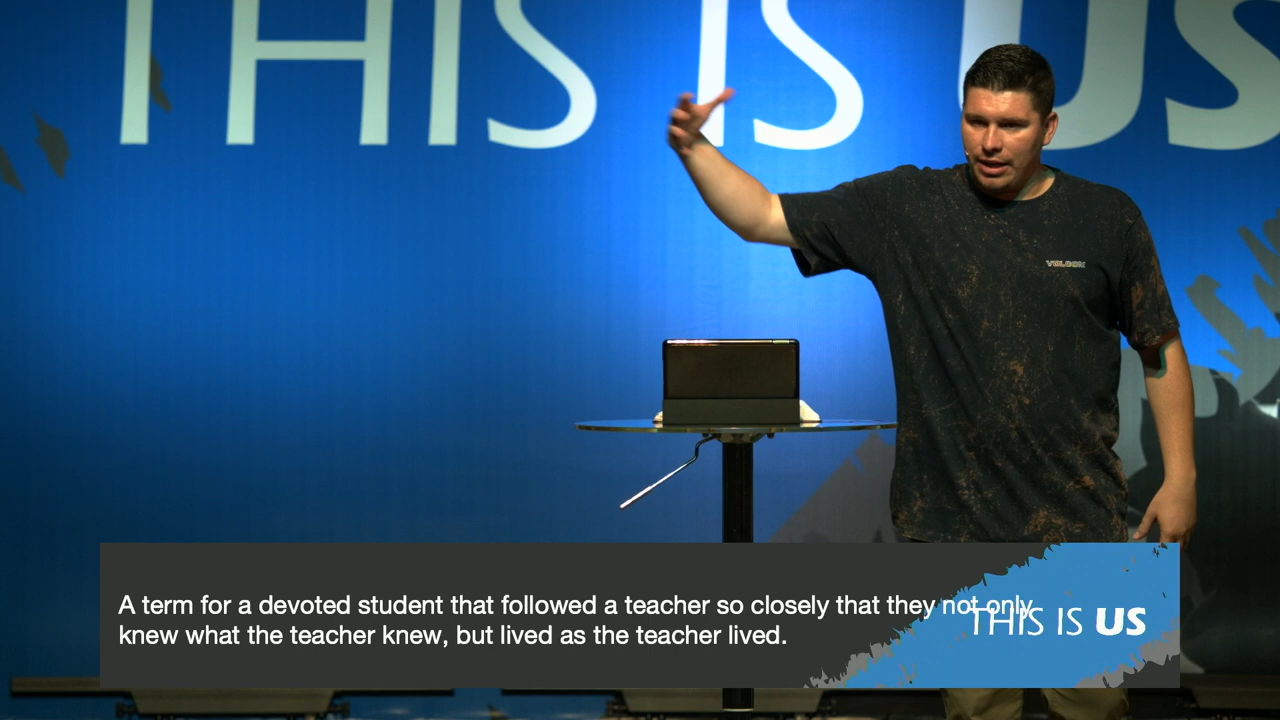 THIS IS US
VOLCOM
A term for a devoted student that followed a teacher so closely that they not only
knew what the teacher knew, but lived as the teacher lived.
THIS IS US